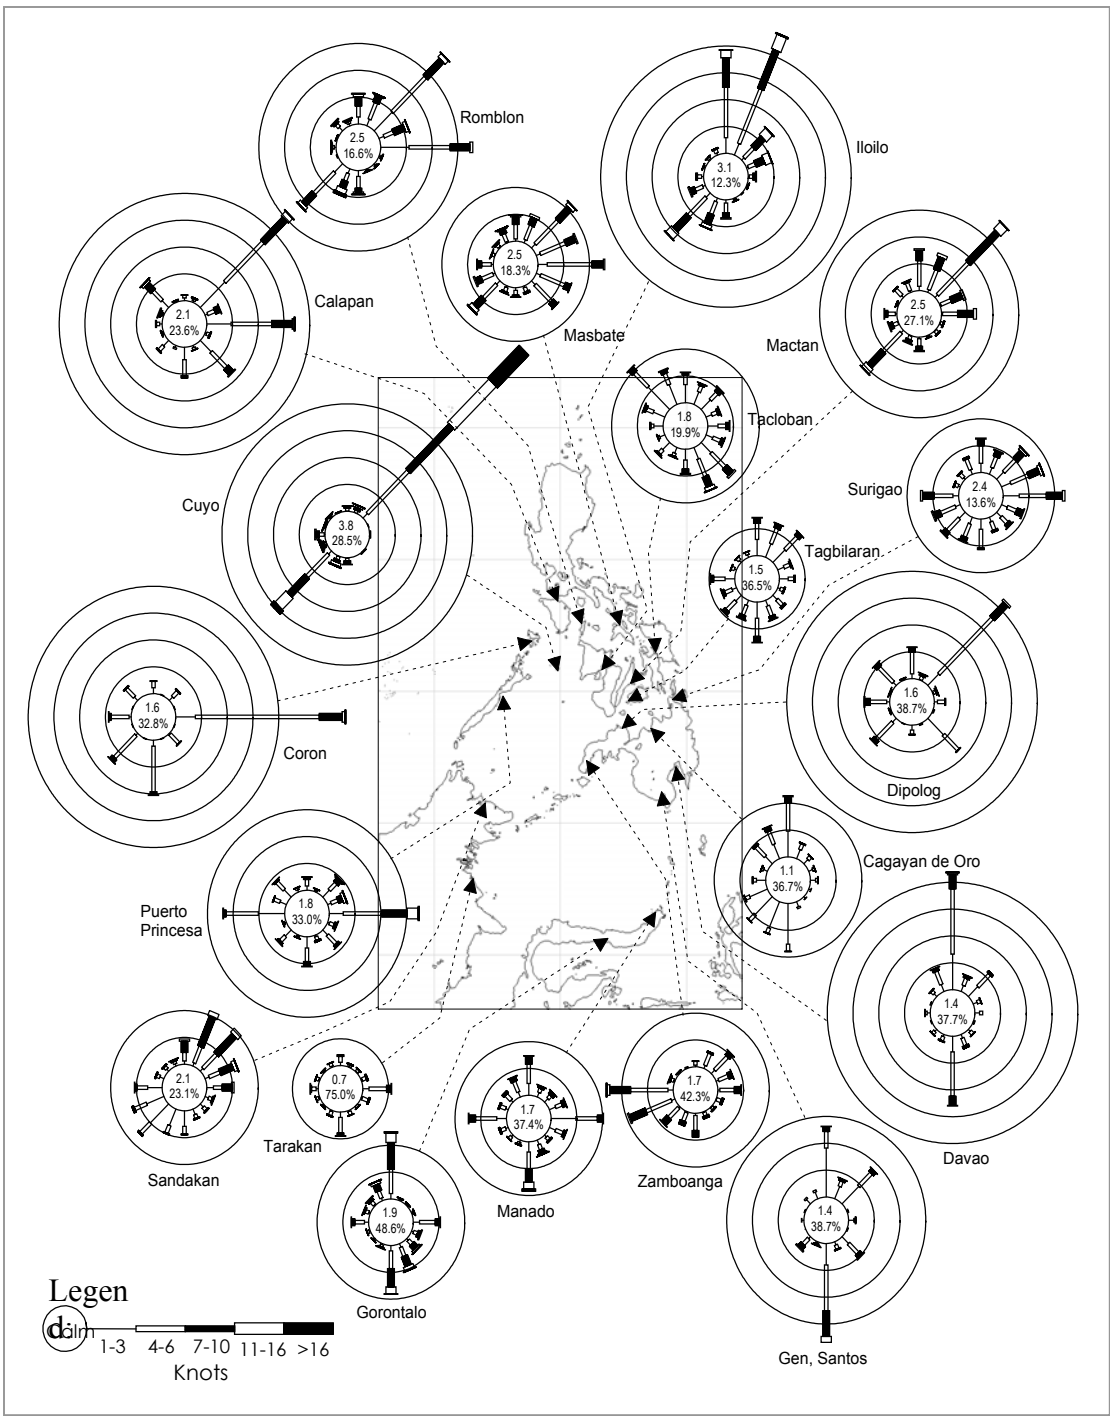 Romblon
2.5
16.6%
Iloilo
3.1
12.3%
Calapan
2.1
23.6%
Masbate
2.5
18.3%
Mactan
2.5
27.1%
Tacloban
1.8
19.9%
Cuyo
3.8
28.5%
Surigao
2.4
13.6%
Tagbilaran
1.5
36.5%
Coron
1.6
32.8%
Dipolog
1.6
38.7%
Puerto
Princesa
1.8
33.0%
Cagayan de Oro
1.1
36.7%
Davao
1.4
37.7%
Sandakan
2.1
23.1%
Tarakan
0.7
75.0%
Manado
1.7
37.4%
Zamboanga
1.7
42.3%
Gorontalo
1.9
48.6%
Gen, Santos
1.4
38.7%
Legen
d:
Calm
1-3 4-6 7-10 11-16 >16
Knots